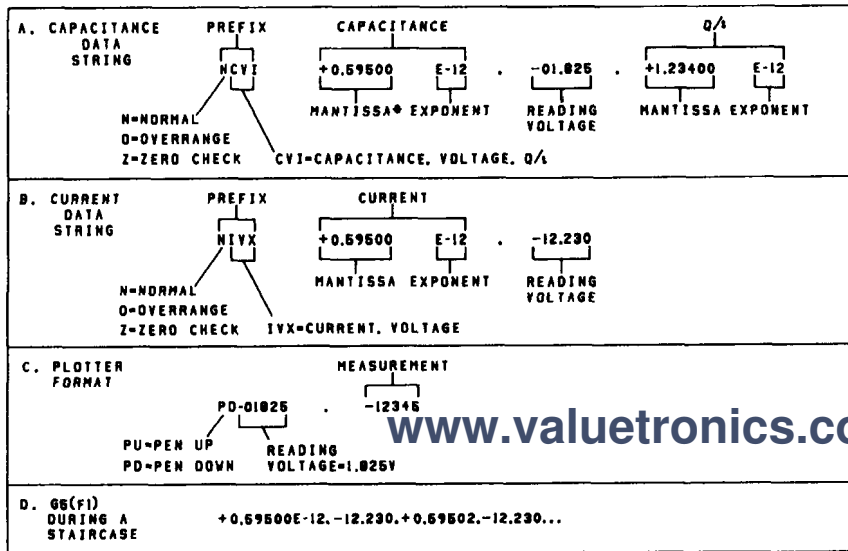 A. CAPACITANCE DATA STRING
PREFIX CAPACITANCE Q/t
NCVI +0.59500 E-12 , -01.825 , +1.23400 E-12
MANTISSA* EXPONENT READING VOLTAGE MANTISSA EXPONENT
N=NORMAL
O=OVERRANGE
Z=ZERO CHECK CVI=CAPACITANCE, VOLTAGE, Q/t
B. CURRENT DATA STRING
PREFIX CURRENT
NIVX +0.59500 E-12 , -12.230
MANTISSA EXPONENT READING VOLTAGE
N=NORMAL
O=OVERRANGE
Z=ZERO CHECK IVX=CURRENT, VOLTAGE
C. PLOTTER FORMAT
MEASUREMENT
PD-01825 , -12345
PU=PEN UP
PD=PEN DOWN
READING
VOLTAGE=1.825V
www.valuetronics.co
D. G5(F1)
DURING A +0.59500E-12,-12.230,+0.59502,-12.230...
STAIRCASE